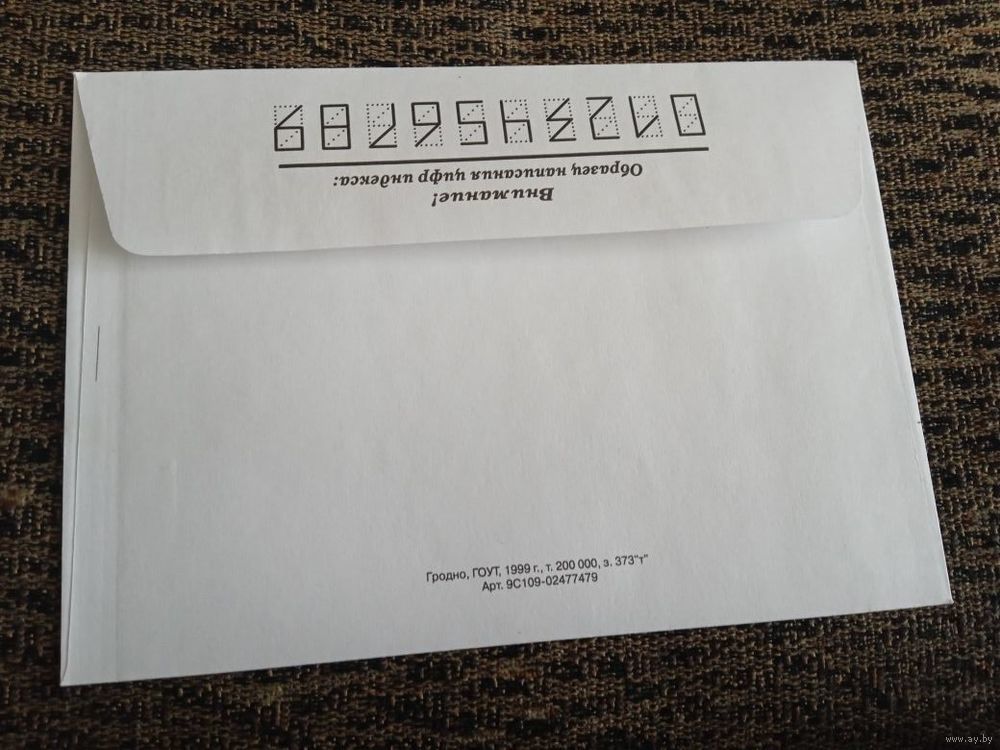 Внимание!
Образец написания цифр индекса:
0123456789
Гродно, ГОУТ, 1999 г., т. 200 000, з. 373"т"
Арт. 9С109-02477479
www.ay.by